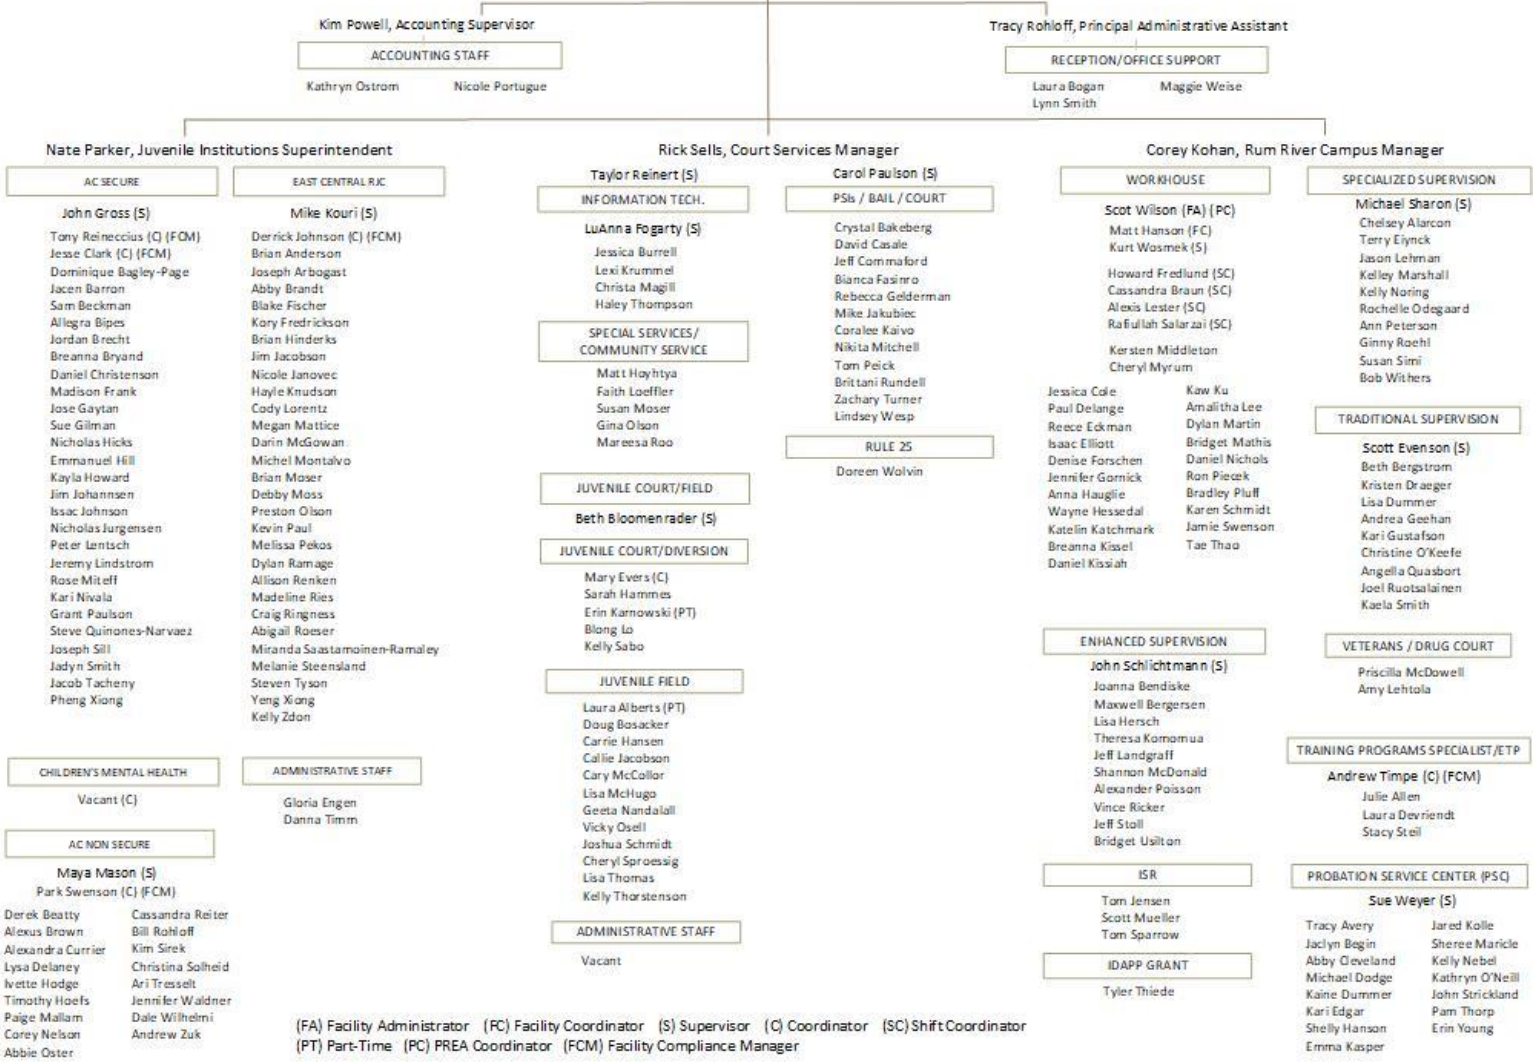 Kim Powell, Accounting Supervisor
ACCOUNTING STAFF
Kathryn Ostrom Nicole Portugue
Tracy Rohloff, Principal Administrative Assistant
RECEPTION/OFFICE SUPPORT
Laura Bogan Maggie Weise
Lynn Smith
Nate Parker, Juvenile Institutions Superintendent
AC SECURE
John Gross (S)
Tony Reineccius (C) (FCM)
Jesse Clark (C) (FCM)
Dominique Bagley-Page
Jacen Barron
Sam Beckman
Allegra Bipes
Jordan Brecht
Breanna Bryand
Daniel Christenson
Madison Frank
Jose Gaytan
Sue Gilman
Nicholas Hicks
Emmanuel Hill
Kayla Howard
Jim Johannsen
Issac Johnson
Nicholas Jurgensen
Peter Lentsch
Jeremy Lindstrom
Rose Miteff
Kari Nivala
Grant Paulson
Steve Quinones-Narvaez
Joseph Sill
Jadyn Smith
Jacob Tacheny
Pheng Xiong
EAST CENTRAL RJC
Mike Kouri (S)
Derrick Johnson (C) (FCM)
Brian Anderson
Joseph Arbogast
Abby Brandt
Blake Fischer
Kory Fredrickson
Brian Hinderks
Jim Jacobson
Nicole Janovec
Hayle Knudson
Cody Lorentz
Megan Mattice
Darin McGowan
Michel Montalvo
Brian Moser
Debby Moss
Preston Olson
Kevin Paul
Melissa Pekos
Dylan Ramage
Allison Renken
Madeline Ries
Craig Ringness
Abigail Roeser
Miranda Saastamoinen-Ramaley
Melanie Steensland
Steven Tyson
Yeng Xiong
Kelly Zdon
CHILDREN'S MENTAL HEALTH
Vacant (C)
ADMINISTRATIVE STAFF
Gloria Engen
Danna Timm
AC NON SECURE
Maya Mason (S)
Park Swenson (C) (FCM)
Derek Beatty Cassandra Reiter
Alexus Brown Bill Rohloff
Alexandra Currier Kim Sirek
Lysa Delaney Christina Solheid
Ivette Hodge Ari Tresselt
Timothy Hoefs Jennifer Waldner
Paige Mallam Dale Wilhelmi
Corey Nelson Andrew Zuk
Abbie Oster
Rick Sells, Court Services Manager
Taylor Reinert (S)
INFORMATION TECH.
LuAnna Fogarty (S)
Jessica Burrell
Lexi Krummel
Christa Magill
Haley Thompson
SPECIAL SERVICES/
COMMUNITY SERVICE
Matt Hoyhtya
Faith Loeffler
Susan Moser
Gina Olson
Mareesa Roo
JUVENILE COURT/FIELD
Beth Bloomenrader (S)
JUVENILE COURT/DIVERSION
Mary Evers (C)
Sarah Hammes
Erin Karnowski (PT)
Blong Lo
Kelly Sabo
JUVENILE FIELD
Laura Alberts (PT)
Doug Bosacker
Carrie Hansen
Callie Jacobson
Cary McCollor
Lisa McHugo
Geeta Nandalall
Vicky Osell
Joshua Schmidt
Cheryl Sproessig
Lisa Thomas
Kelly Thorstenson
ADMINISTRATIVE STAFF
Vacant
Carol Paulson (S)
PSIs / BAIL / COURT
Crystal Bakeberg
David Casale
Jeff Commaford
Bianca Fasinro
Rebecca Gelderman
Mike Jakubiec
Coralee Kaivo
Nikita Mitchell
Tom Peick
Brittani Rundell
Zachary Turner
Lindsey Wesp
RULE 25
Doreen Wolvin
Corey Kohan, Rum River Campus Manager
WORKHOUSE
Scot Wilson (FA) (PC)
Matt Hanson (FC)
Kurt Wosmek (S)
Howard Fredlund (SC)
Cassandra Braun (SC)
Alexis Lester (SC)
Rafiullah Salarzai (SC)
Kersten Middleton
Cheryl Myrum
Jessica Cole Kaw Ku
Paul Delange Amalitha Lee
Reece Eckman Dylan Martin
Isaac Elliott Bridget Mathis
Denise Forschen Daniel Nichols
Jennifer Gornick Ron Piecek
Anna Hauglie Bradley Pluff
Wayne Hessedal Karen Schmidt
Katelin Katchmark Jamie Swenson
Breanna Kissel Tae Thao
Daniel Kissiah
ENHANCED SUPERVISION
John Schlichtmann (S)
Joanna Bendiske
Maxwell Bergersen
Lisa Hersch
Theresa Komomua
Jeff Landgraff
Shannon McDonald
Alexander Poisson
Vince Ricker
Jeff Stoll
Bridget Usilton
ISR
Tom Jensen
Scott Mueller
Tom Sparrow
IDAPP GRANT
Tyler Thiede
SPECIALIZED SUPERVISION
Michael Sharon (S)
Chelsey Alarcon
Terry Eiynck
Jason Lehman
Kelley Marshall
Kelly Noring
Rochelle Odegaard
Ann Peterson
Ginny Roehl
Susan Simi
Bob Withers
TRADITIONAL SUPERVISION
Scott Evenson (S)
Beth Bergstrom
Kristen Draeger
Lisa Dummer
Andrea Geehan
Kari Gustafson
Christine O'Keefe
Angella Quasbort
Joel Ruotsalainen
Kaela Smith
VETERANS / DRUG COURT
Priscilla McDowell
Amy Lehtola
TRAINING PROGRAMS SPECIALIST/ETP
Andrew Timpe (C) (FCM)
Julie Allen
Laura Devriendt
Stacy Steil
PROBATION SERVICE CENTER (PSC)
Sue Weyer (S)
Tracy Avery Jared Kolle
Jaclyn Begin Sheree Maricle
Abby Cleveland Kelly Nebel
Michael Dodge Kathryn O'Neill
Kaine Dummer John Strickland
Kari Edgar Pam Thorp
Shelly Hanson Erin Young
Emma Kasper
(FA) Facility Administrator (FC) Facility Coordinator (S) Supervisor (C) Coordinator (SC) Shift Coordinator
(PT) Part-Time (PC) PREA Coordinator (FCM) Facility Compliance Manager